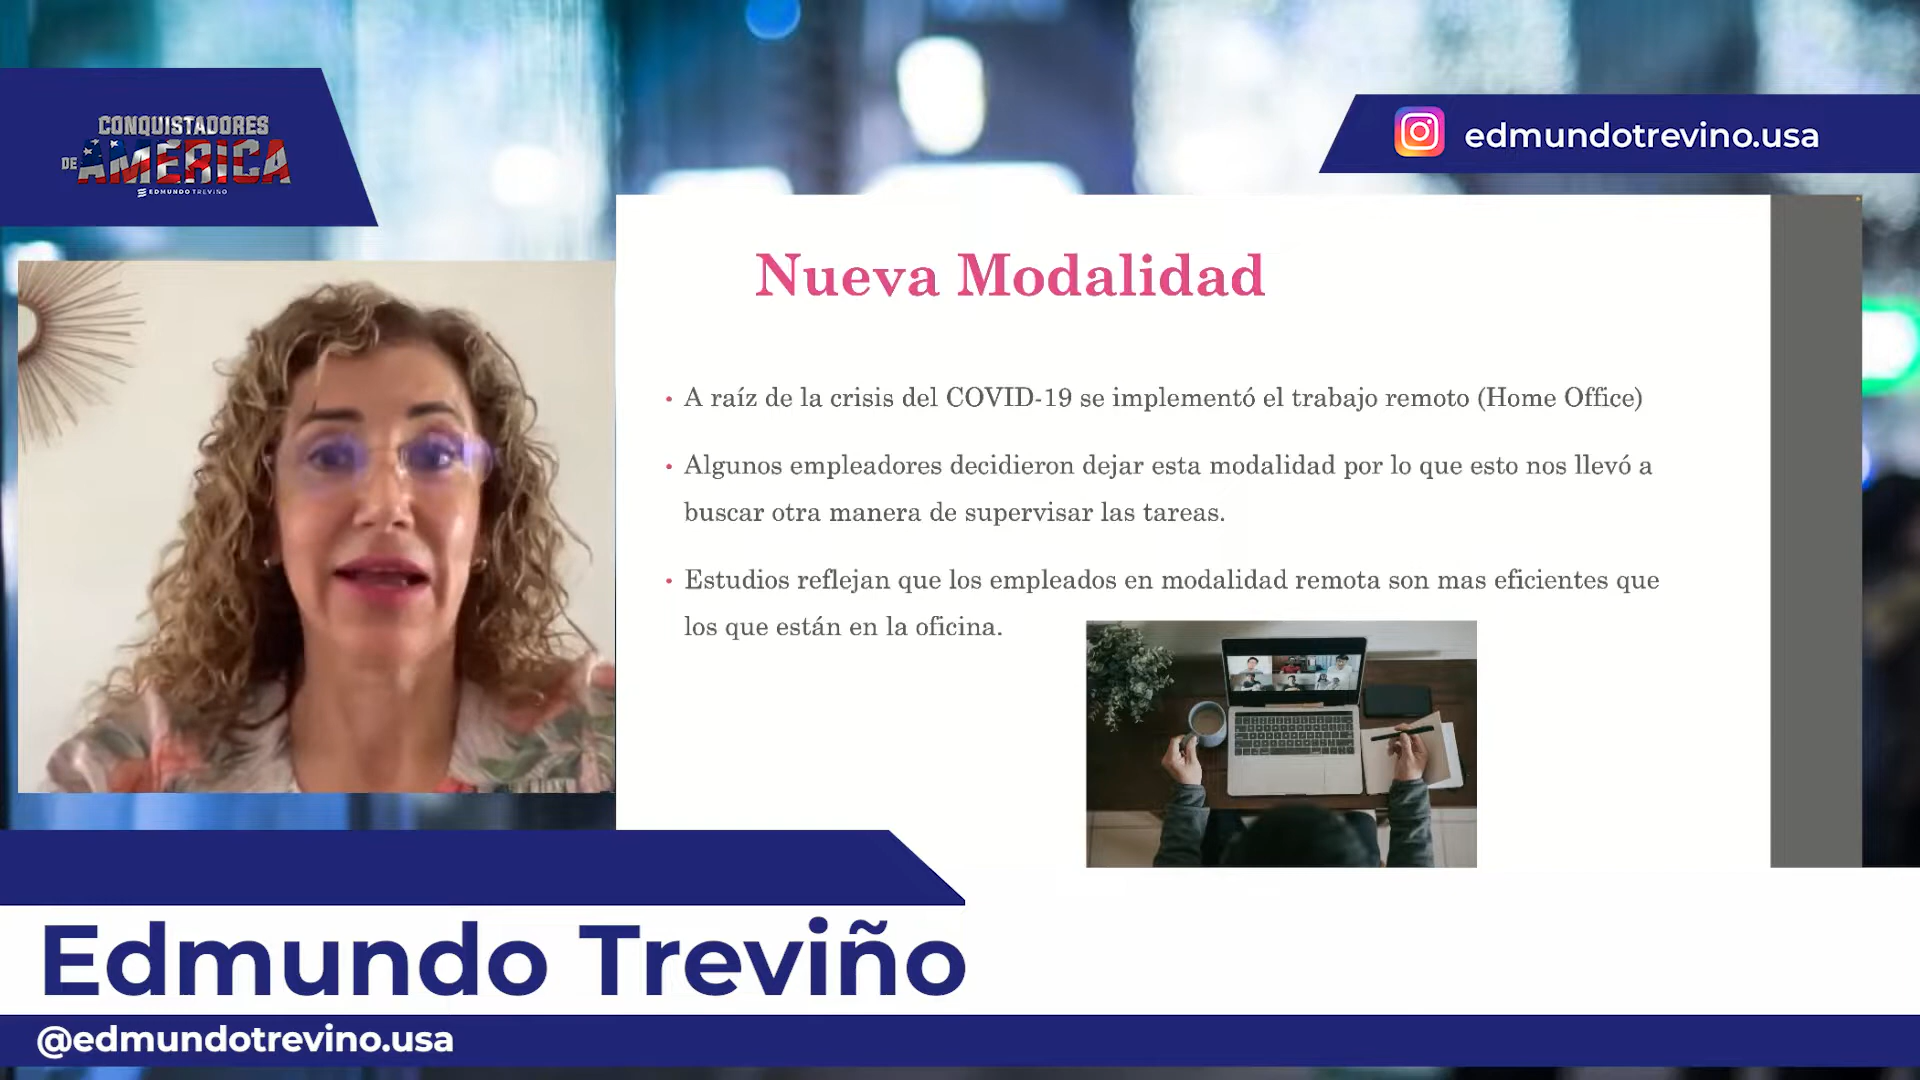 CONQUISTADORES
DE AMERICA
EDMUNDO TREVIÑO
edmundotrevino.usa
Nueva Modalidad
• A raíz de la crisis del COVID-19 se implementó el trabajo remoto (Home Office)
• Algunos empleadores decidieron dejar esta modalidad por lo que esto nos llevó a
buscar otra manera de supervisar las tareas.
• Estudios reflejan que los empleados en modalidad remota son mas eficientes que
los que están en la oficina.
Edmundo Treviño
@edmundotrevino.usa